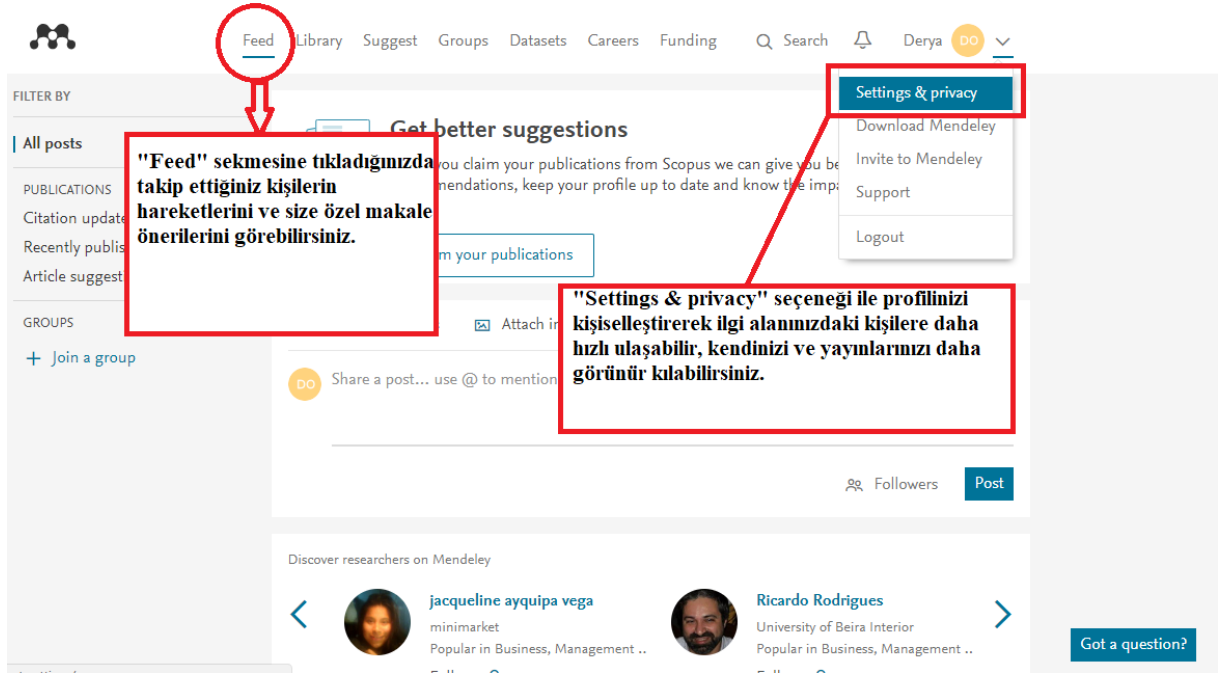 Feed Library Suggest Groups Datasets Careers Funding Search Derya DO
Settings & privacy
Download Mendeley
Invite to Mendeley
Support
Logout
FILTER BY
All posts
PUBLICATIONS
Citation update
Recently publis
Article suggest
GROUPS
+ Join a group
"Feed" sekmesine tıkladığınızda
takip ettiğiniz kişilerin
hareketlerini ve size özel makale
önerilerini görebilirsiniz.
Get better suggestions
you claim your publications from Scopus we can give you be
mendations, keep your profile up to date and know the imp
m your publications
"Settings & privacy" seçeneği ile profilinizi
kişiselleştirerek ilgi alanınızdaki kişilere daha
hızlı ulaşabilir, kendinizi ve yayınlarınızı daha
görünür kılabilirsiniz.
Attach
DO Share a post... use @ to mention
Followers Post
Discover researchers on Mendeley
jacqueline ayquipa vega
minimarket
Popular in Business, Management ..
Ricardo Rodrigues
University of Beira Interior
Popular in Business, Management ..
Got a question?